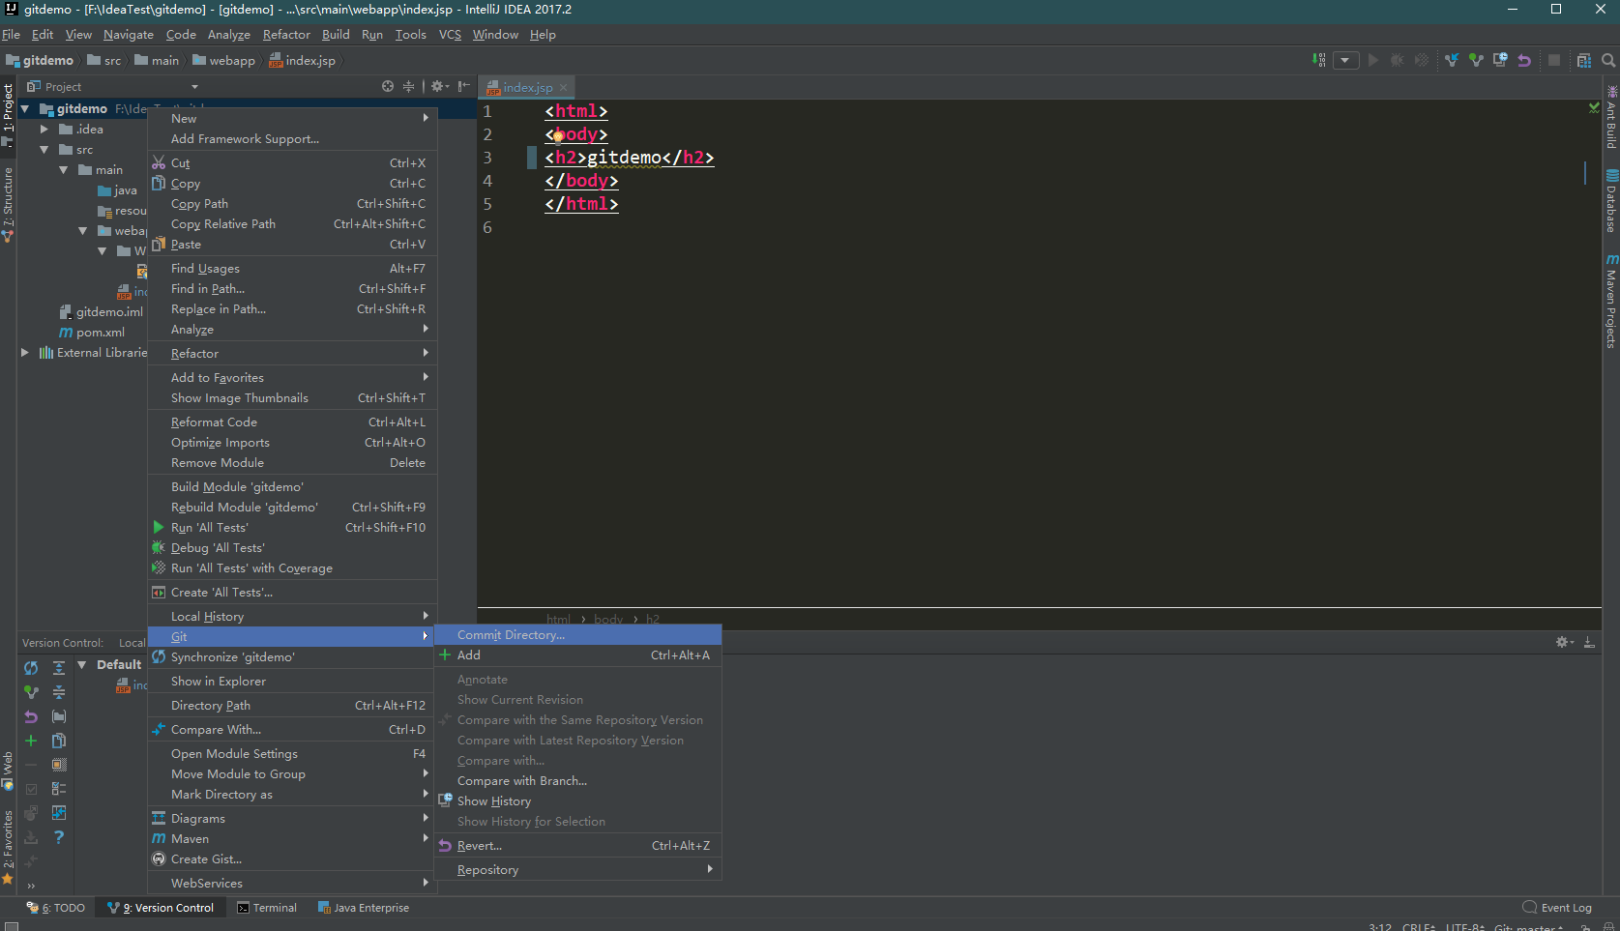 gitdemo - [F:\IdeaTest\gitdemo] - [gitdemo] - ...\src\main\webapp\index.jsp - IntelliJ IDEA 2017.2
File Edit View Navigate Code Analyze Refactor Build Run Tools VCS Window Help
gitdemo src main webapp index.jsp
Project
index.jsp
1: Project
Z: Structure
Web
2: Favorites
gitdemo
.idea
src
main
java
gitdemo.iml
pom.xml
New
Add Framework Support...
Cut Ctrl+X
Copy Ctrl+C
Copy Path Ctrl+Shift+C
Copy Relative Path Ctrl+Alt+Shift+C
Paste Ctrl+V
Find Usages Alt+F7
Find in Path... Ctrl+Shift+F
Replace in Path... Ctrl+Shift+R
Analyze
Refactor
Add to Favorites
Show Image Thumbnails Ctrl+Shift+T
Reformat Code Ctrl+Alt+L
Optimize Imports Ctrl+Alt+O
Remove Module Delete
Build Module 'gitdemo'
Rebuild Module 'gitdemo' Ctrl+Shift+F9
Run 'All Tests' Ctrl+Shift+F10
Debug 'All Tests'
Run 'All Tests' with Coverage
Create 'All Tests'...
Local History
Git
Synchronize 'gitdemo'
Show in Explorer
Directory Path Ctrl+Alt+F12
Compare With... Ctrl+D
Open Module Settings F4
Move Module to Group
Mark Directory as
Diagrams
Maven
Create Gist...
WebServices
Commit Directory...
Add Ctrl+Alt+A
Annotate
Show Current Revision
Compare with the Same Repository Version
Compare with Latest Repository Version
Compare with...
Compare with Branch...
Show History
Show History for Selection
Revert... Ctrl+Alt+Z
Repository
1 <html>
2 <body>
3 <h2>gitdemo</h2>
4 </body>
5 </html>
6
html › body › h2
Ant Build
Database
Maven Projects
External Librarie
Version Control: Local
Default
6: TODO 9: Version Control Terminal Java Enterprise Event Log
3:12 CRLF UTF-8 Git: master